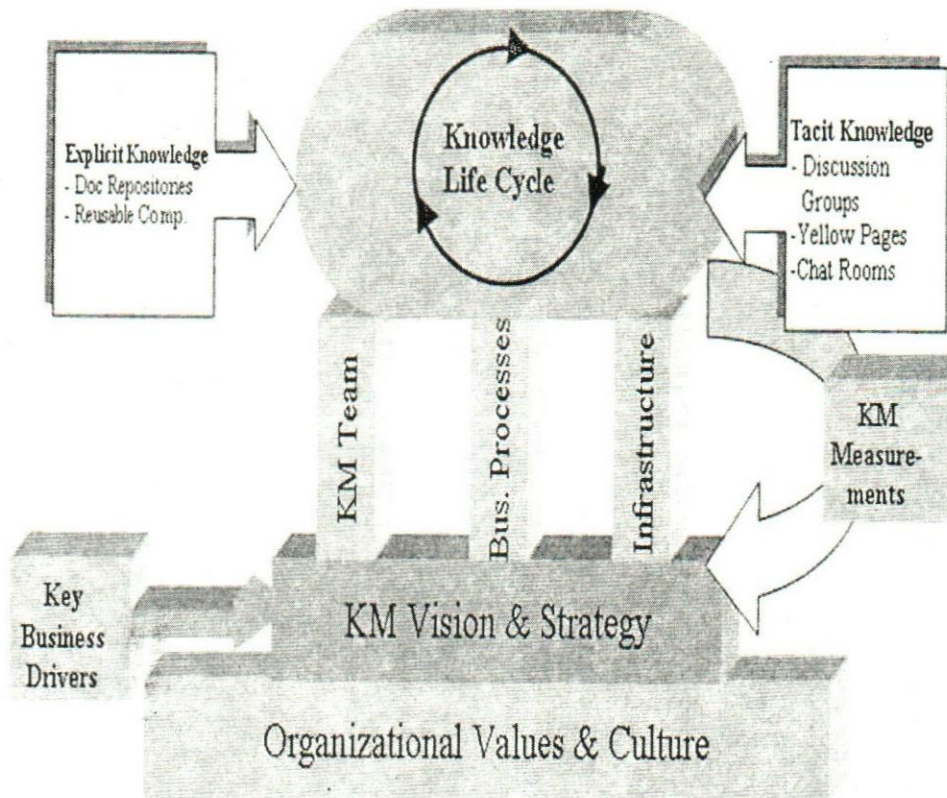 Explicit Knowledge
- Doc Repositones
- Reusable Comp.
Knowledge
Life Cycle
Tacit Knowledge
- Discussion
Groups
-Yellow Pages
-Chat Rooms
KM Team
Bus. Processes
Infrastructure
KM
Measure-
ments
Key
Business
Drivers
KM Vision & Strategy
Organizational Values & Culture